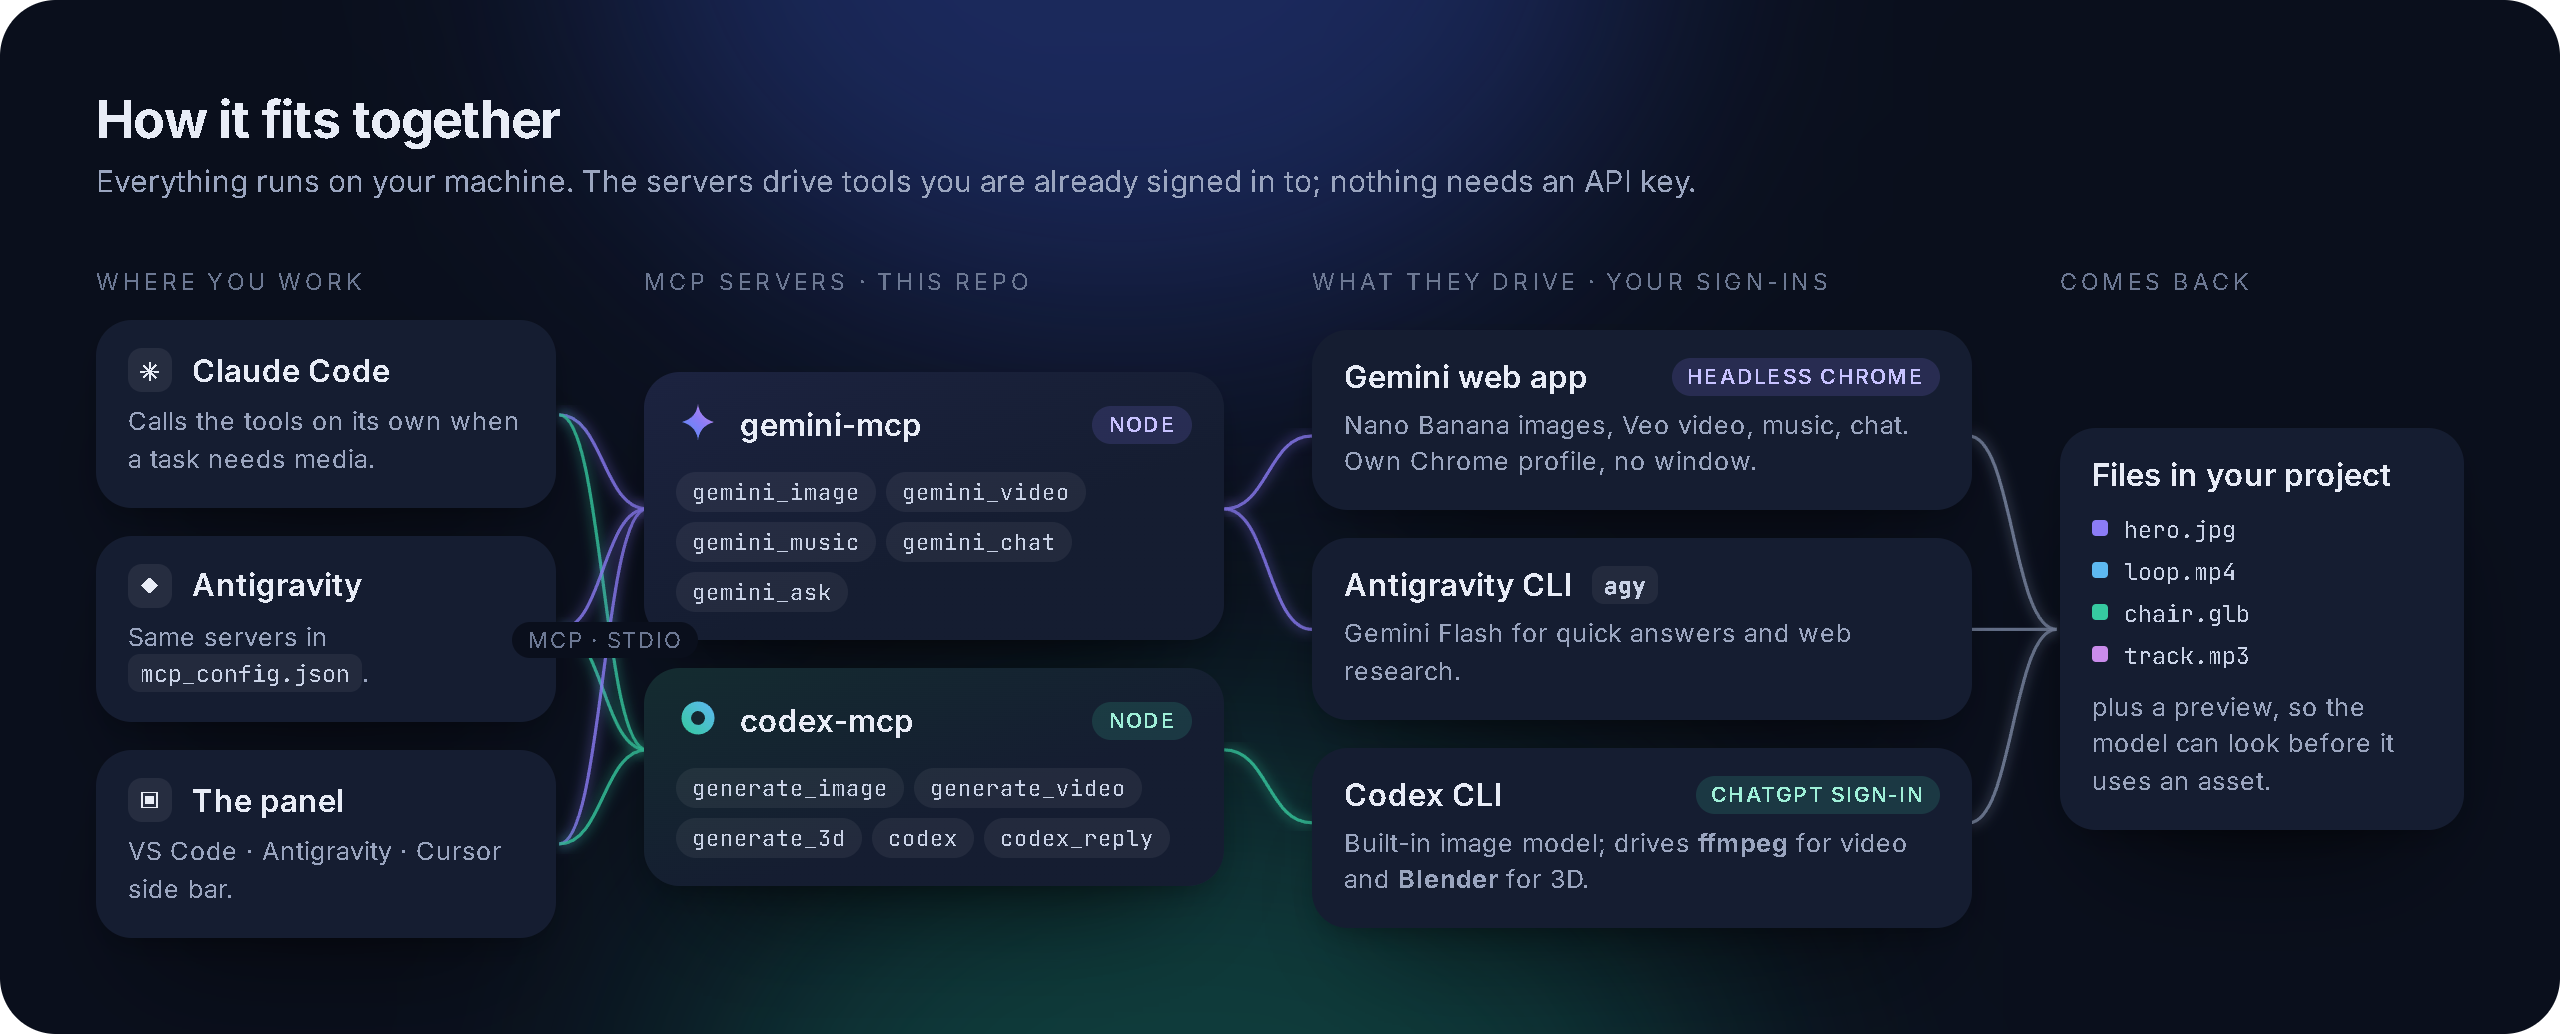 How it fits together
Everything runs on your machine. The servers drive tools you are already signed in to; nothing needs an API key.
WHERE YOU WORK
Claude Code
Calls the tools on its own when
a task needs media.
Antigravity
Same servers in
mcp_config.json.
The panel
VS Code · Antigravity · Cursor
side bar.
MCP · STDIO
MCP SERVERS · THIS REPO
gemini-mcp NODE
gemini_image gemini_video
gemini_music gemini_chat
gemini_ask
codex-mcp NODE
generate_image generate_video
generate_3d codex codex_reply
WHAT THEY DRIVE · YOUR SIGN-INS
Gemini web app HEADLESS CHROME
Nano Banana images, Veo video, music, chat.
Own Chrome profile, no window.
Antigravity CLI agy
Gemini Flash for quick answers and web
research.
Codex CLI CHATGPT SIGN-IN
Built-in image model; drives ffmpeg for video
and Blender for 3D.
COMES BACK
Files in your project
hero.jpg
loop.mp4
chair.glb
track.mp3
plus a preview, so the
model can look before it
uses an asset.